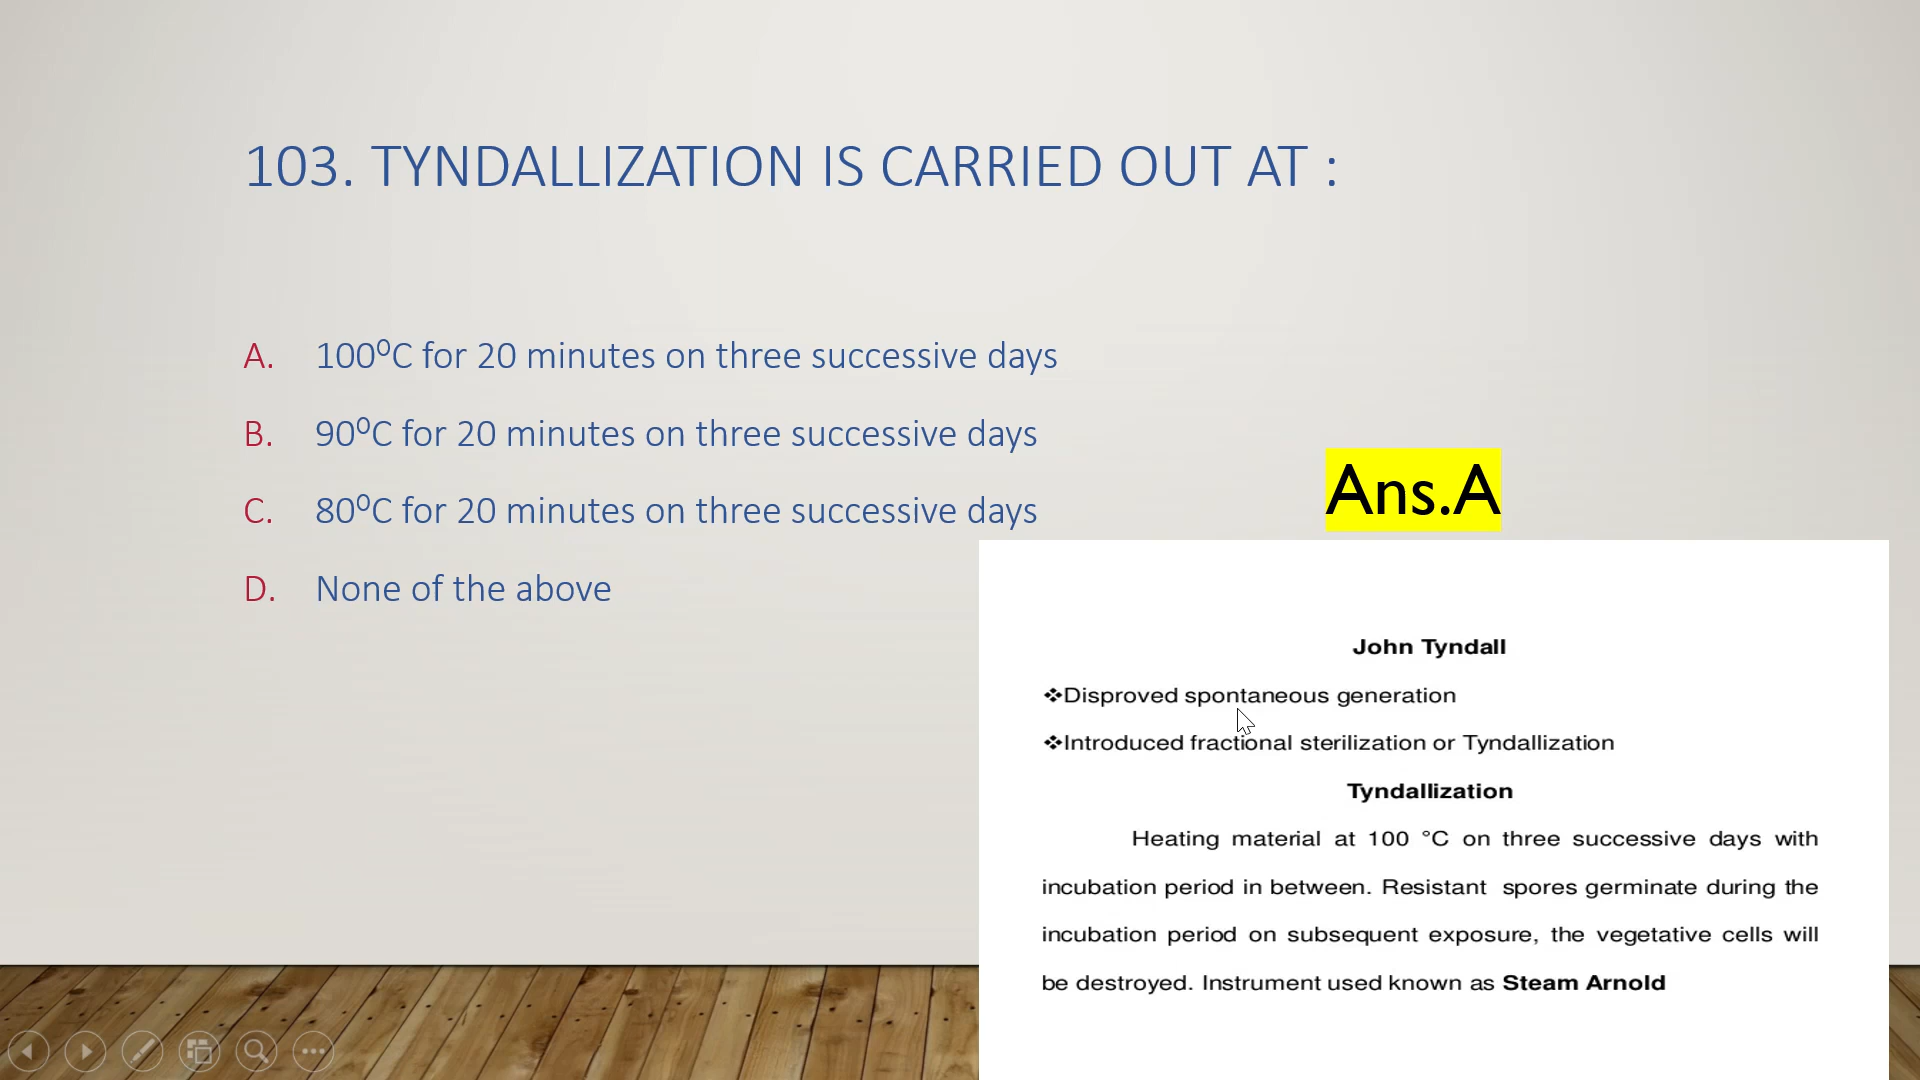 103. TYNDALLIZATION IS CARRIED OUT AT :
A. 100⁰C for 20 minutes on three successive days
B. 90⁰C for 20 minutes on three successive days
C. 80⁰C for 20 minutes on three successive days
D. None of the above
Ans.A
John Tyndall
❖Disproved spontaneous generation
❖Introduced fractional sterilization or Tyndallization
Tyndallization
Heating material at 100 °C on three successive days with
incubation period in between. Resistant spores germinate during the
incubation period on subsequent exposure, the vegetative cells will
be destroyed. Instrument used known as Steam Arnold